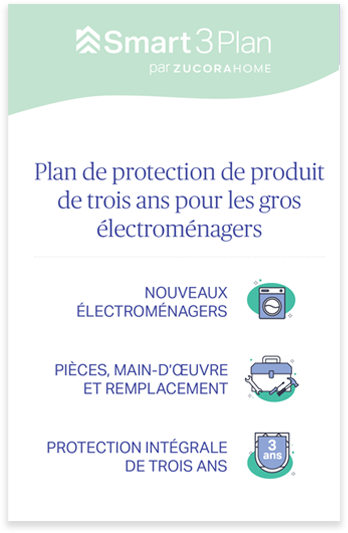 Smart 3 Plan
par ZUCORAHOME
Plan de protection de produit
de trois ans pour les gros
électroménagers
NOUVEAUX
ÉLECTROMÉNAGERS
PIÈCES, MAIN-D'ŒUVRE
ET REMPLACEMENT
PROTECTION INTÉGRALE
DE TROIS ANS
3
ans